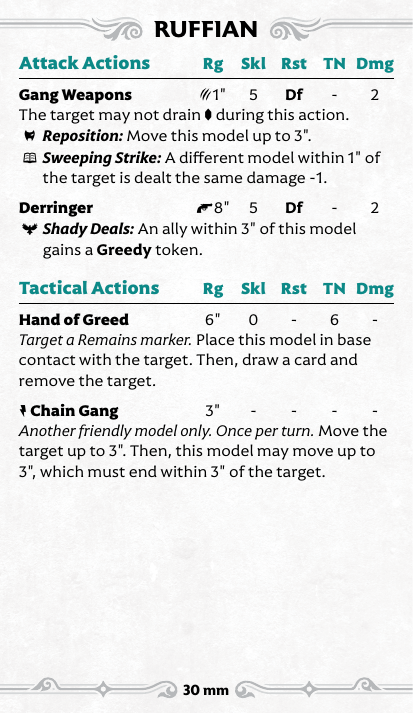 RUFFIAN
Attack Actions Rg Skl Rst TN Dmg
Gang Weapons 1" 5 Df - 2
The target may not drain during this action.
Reposition: Move this model up to 3".
Sweeping Strike: A different model within 1" of
the target is dealt the same damage -1.
Derringer 8" 5 Df - 2
Shady Deals: An ally within 3" of this model
gains a Greedy token.
Tactical Actions Rg Skl Rst TN Dmg
Hand of Greed 6" 0 - 6 -
Target a Remains marker. Place this model in base
contact with the target. Then, draw a card and
remove the target.
Chain Gang 3" - - - -
Another friendly model only. Once per turn. Move the
target up to 3". Then, this model may move up to
3", which must end within 3" of the target.
30 mm